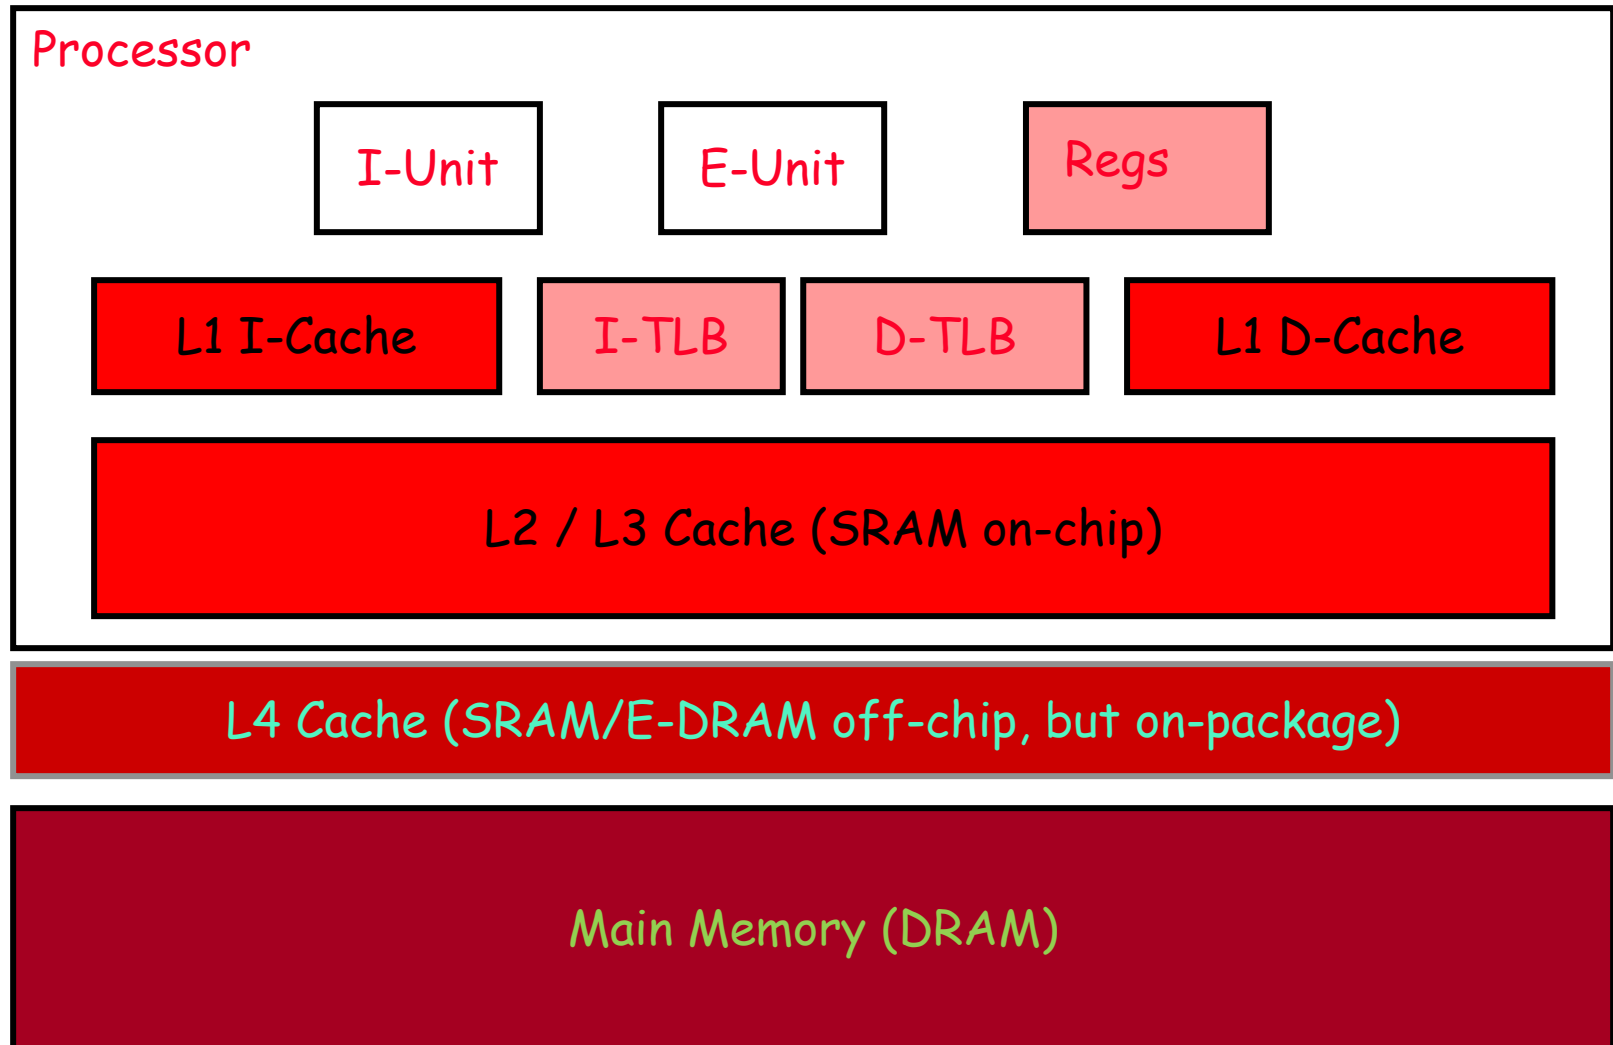 Processor
I-Unit
E-Unit
Regs
L1 I-Cache
I-TLB
D-TLB
L1 D-Cache
L2 / L3 Cache (SRAM on-chip)
L4 Cache (SRAM/E-DRAM off-chip, but on-package)
Main Memory (DRAM)